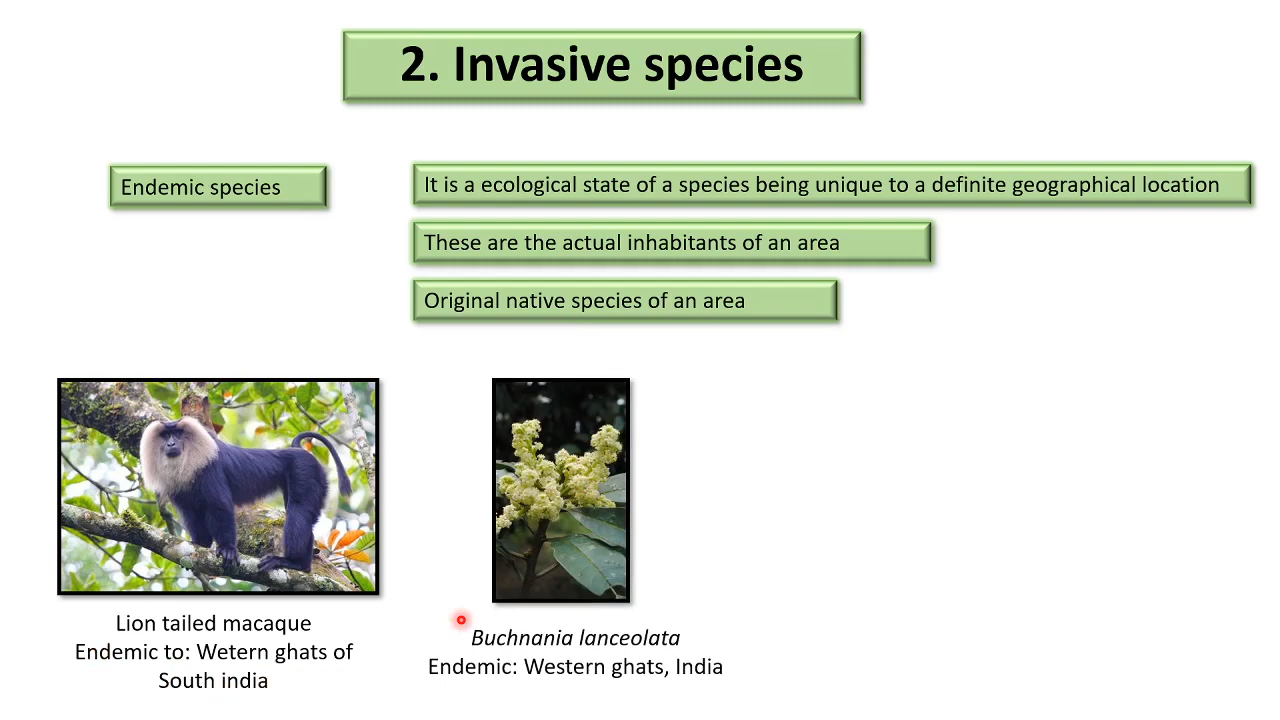 2. Invasive species
Endemic species
It is a ecological state of a species being unique to a definite geographical location
These are the actual inhabitants of an area
Original native species of an area
Lion tailed macaque
Endemic to: Wetern ghats of
South india
Buchnania lanceolata
Endemic: Western ghats, India